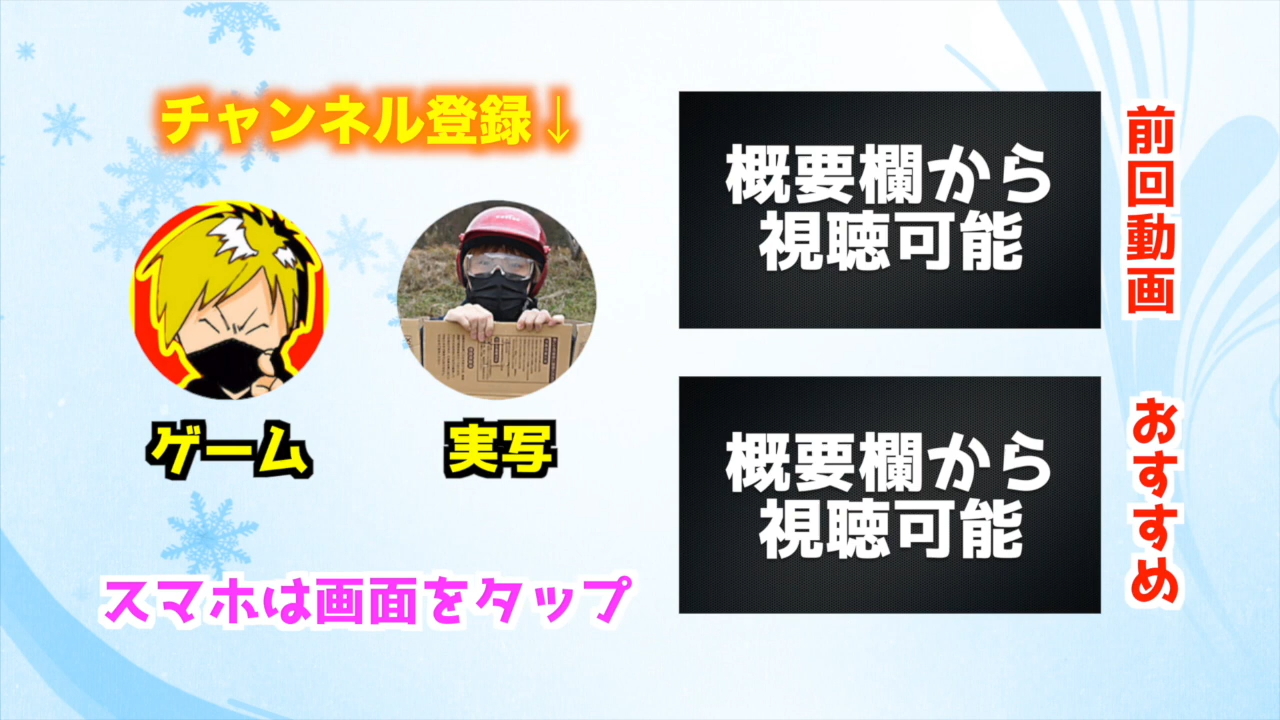 チャンネル登録↓
ゲーム
実写
スマホは画面をタップ
概要欄から
視聴可能
前回動画
概要欄から
視聴可能
おすすめ